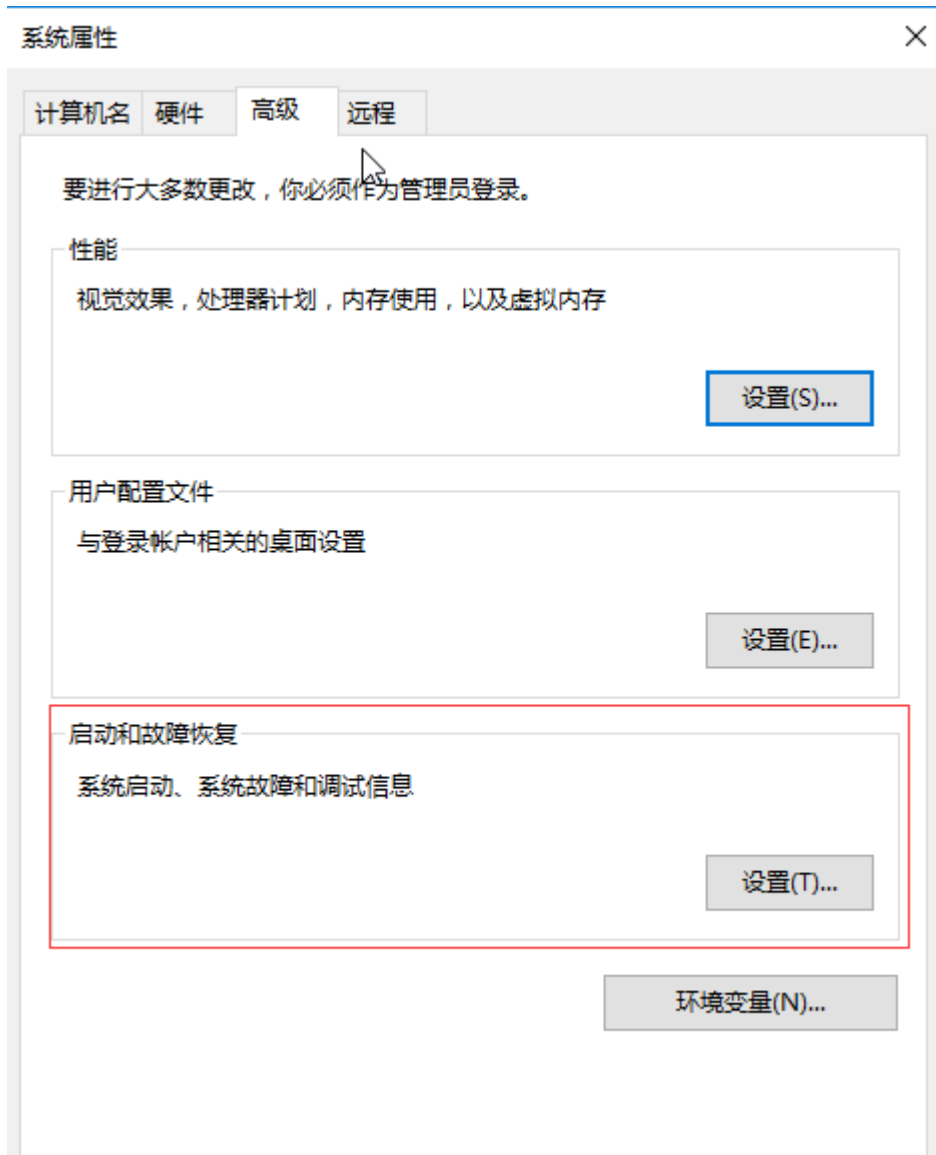 系统属性
计算机名 硬件 高级 远程
要进行大多数更改，你必须作为管理员登录。
性能
视觉效果，处理器计划，内存使用，以及虚拟内存
设置(S)...
用户配置文件
与登录帐户相关的桌面设置
设置(E)...
启动和故障恢复
系统启动、系统故障和调试信息
设置(T)...
环境变量(N)...